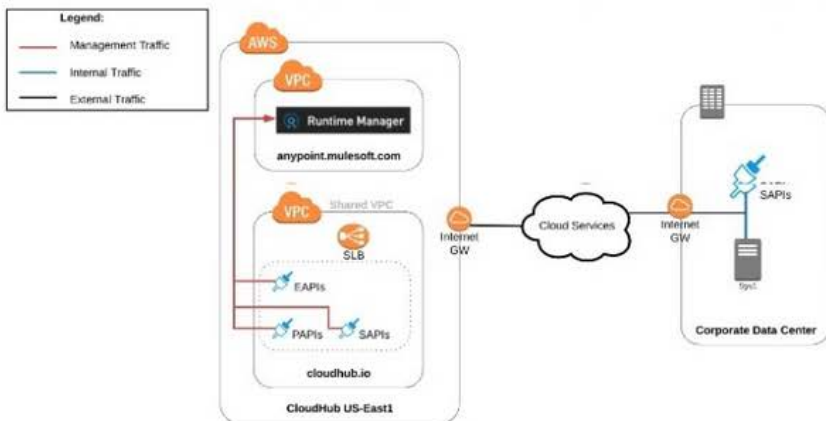 Legend:
Management Traffic
Internal Traffic
External Traffic
AWS
VPC
Runtime Manager
anypoint.mulesoft.com
Shared VPC
VPC
SLB
EAPIs
PAPIs
SAPIs
cloudhub.io
CloudHub US-East1
Internet
GW
Cloud Services
Internet
GW
SAPIs
Corporate Data Center